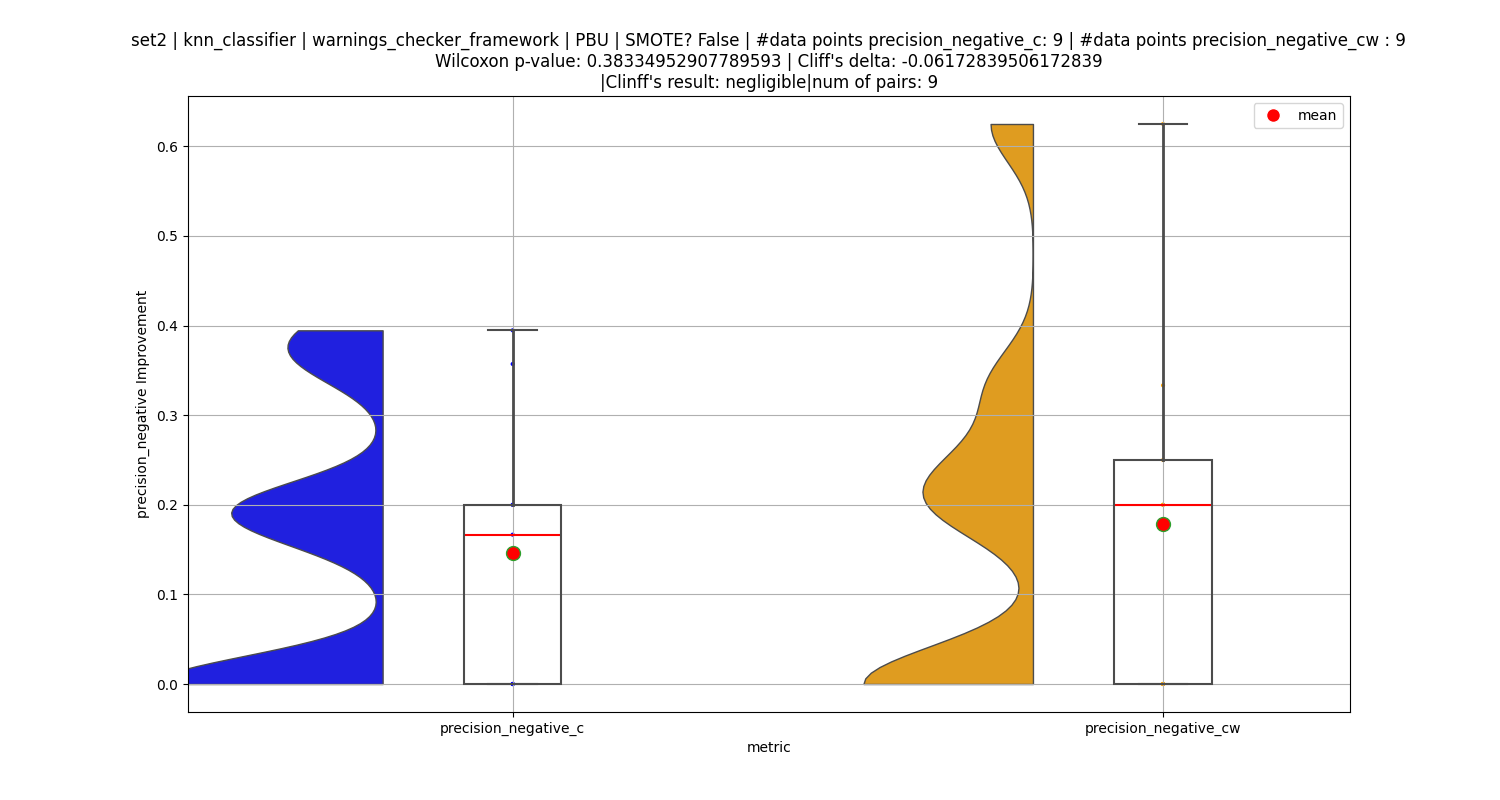 set2 | knn_classifier | warnings_checker_framework | PBU | SMOTE? False | #data points precision_negative_c: 9 | #data points precision_negative_cw : 9
Wilcoxon p-value: 0.38334952907789593 | Cliff's delta: -0.06172839506172839
|Clinff's result: negligible|num of pairs: 9
mean
0.6
0.5
0.4
0.3
0.2
0.1
0.0
precision_negative Improvement
precision_negative_c
precision_negative_cw
metric